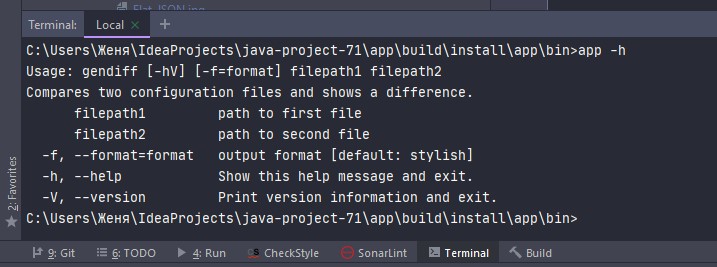 Flat JSON.jpg
Terminal: Local × +
C:\Users\Женя\IdeaProjects\java-project-71\app\build\install\app\bin>app -h
Usage: gendiff [-hV] [-f=format] filepath1 filepath2
Compares two configuration files and shows a difference.
filepath1 path to first file
filepath2 path to second file
-f, --format=format output format [default: stylish]
-h, --help Show this help message and exit.
-V, --version Print version information and exit.
C:\Users\Женя\IdeaProjects\java-project-71\app\build\install\app\bin>
2: Favorites
9: Git 6: TODO 4: Run CheckStyle SonarLint Terminal Build